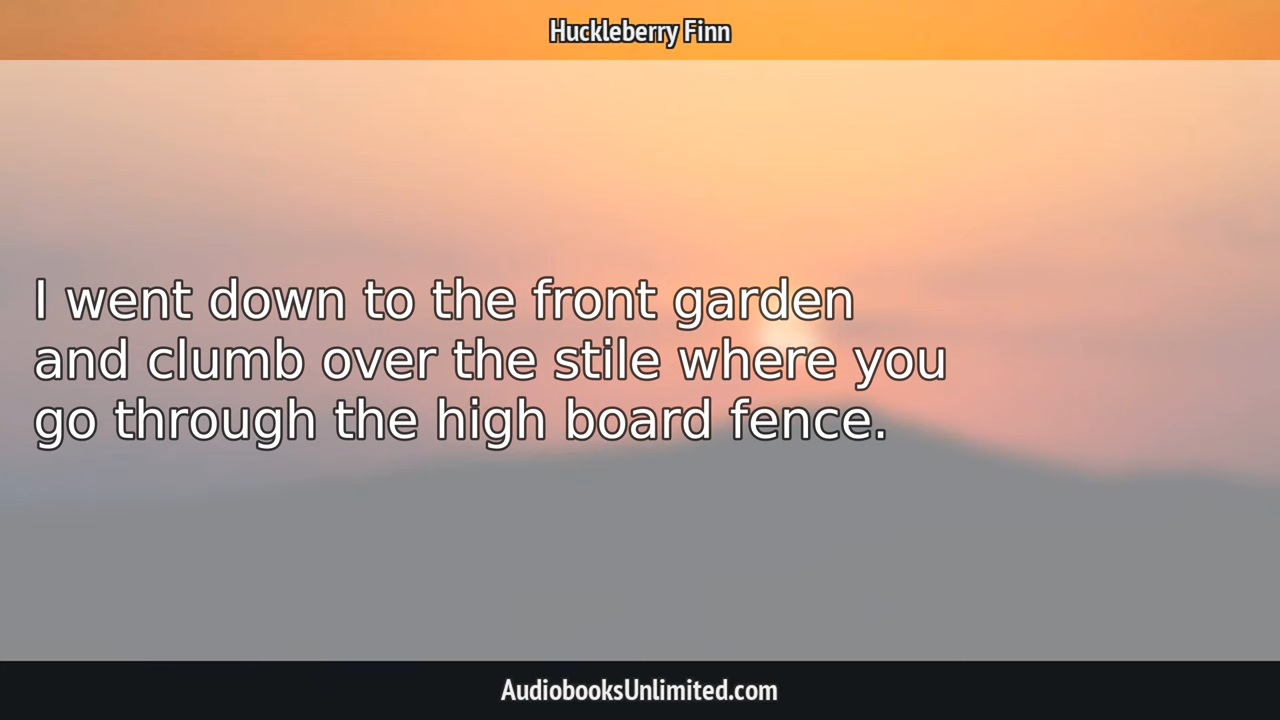 Huckleberry Finn
I went down to the front garden
and clumb over the stile where you
go through the high board fence.
AudiobooksUnlimited.com